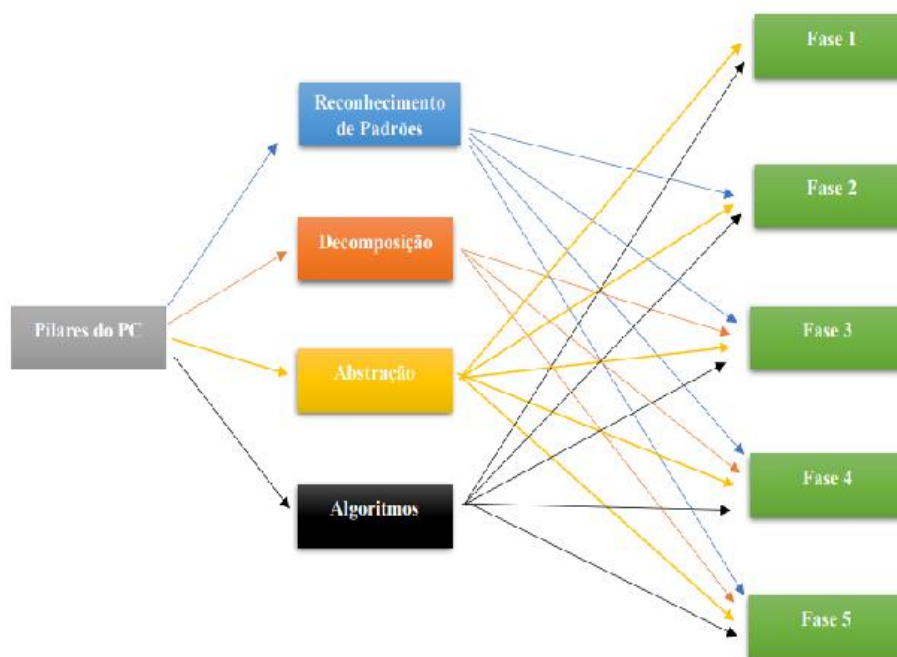 Pilares do PC
Reconhecimento
de Padrões
Decomposição
Abstração
Algoritmos
Fase 1
Fase 2
Fase 3
Fase 4
Fase 5